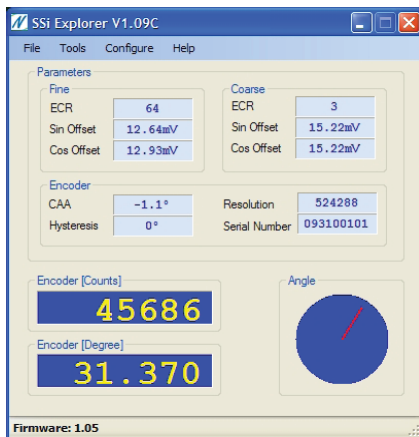 SSi Explorer V1.09C
File Tools Configure Help
Parameters
Fine
ECR 64
Sin Offset 12.64mV
Cos Offset 12.93mV
Coarse
ECR 3
Sin Offset 15.22mV
Cos Offset 15.22mV
Encoder
CAA -1.1°
Hysteresis 0°
Resolution 524288
Serial Number 093100101
Encoder [Counts]
45686
Encoder [Degree]
31.370
Angle
Firmware: 1.05